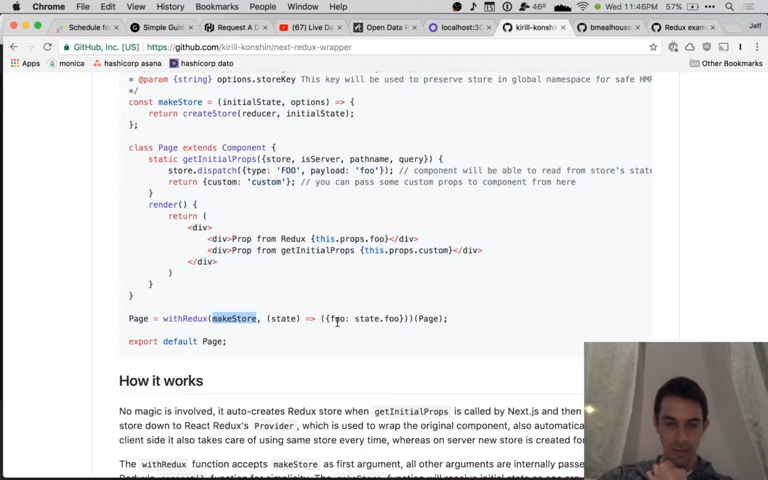 Chrome File Edit View History Bookmarks People Window Help 46° Wed 11:46PM 57%
Schedule fo
Simple Guid
Request A D
(47) Live Da
Open Data
localhost:30
kirill-konshin
bmealhouse
Redux exam
Jeff
GitHub, Inc. [US] https://github.com/kirill-konshin/next-redux-wrapper
Apps monica hashicorp asana hashicorp dato Other Bookmarks
* @param {string} options.storeKey This key will be used to preserve store in global namespace for safe HMR
*/
const makeStore = (initialState, options) => {
return createStore(reducer, initialState);
};
class Page extends Component {
static getInitialProps({store, isServer, pathname, query}) {
store.dispatch({type: 'FOO', payload: 'foo'}); // component will be able to read from store's state
return {custom: 'custom'}; // you can pass some custom props to component from here
}
render() {
return (
<div>
<div>Prop from Redux {this.props.foo}</div>
<div>Prop from getInitialProps {this.props.custom}</div>
</div>
)
}
}
Page = withRedux(makeStore, (state) => ({foo: state.foo}))(Page);
export default Page;
How it works
No magic is involved, it auto-creates Redux store when getInitialProps is called by Next.js and then
store down to React Redux's Provider , which is used to wrap the original component, also automatica
client side it also takes care of using same store every time, whereas on server new store is created fo
The withRedux function accepts makeStore as first argument, all other arguments are internally passe